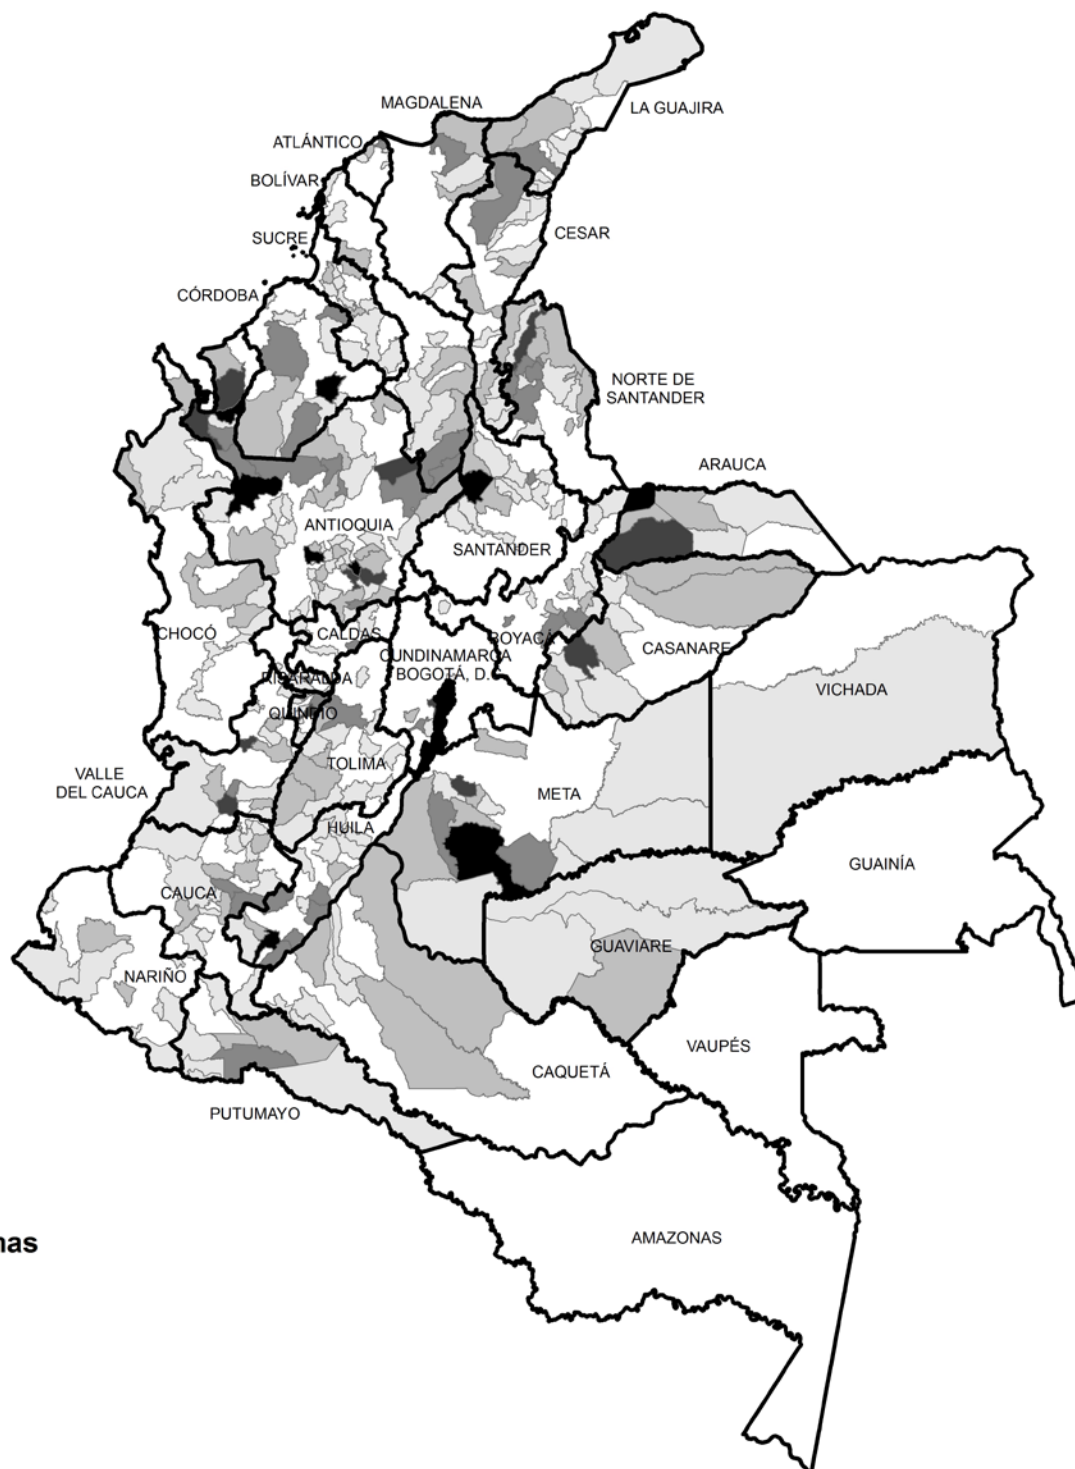 MAGDALENA
LA GUAJIRA
ATLÁNTICO
BOLÍVAR
SUCRE
CESAR
CÓRDOBA
NORTE DE
SANTANDER
ARAUCA
ANTIOQUIA
SANTANDER
CHOCÓ
CALDAS
BOYACÁ
CUNDINAMARCA
BOGOTÁ, D.
CASANARE
RISARALDA
VICHADA
QUINDÍO
TOLIMA
VALLE
DEL CAUCA
META
HUILA
GUAINÍA
CAUCA
GUAVIARE
NARIÑO
VAUPÉS
CAQUETÁ
PUTUMAYO
AMAZONAS
nas